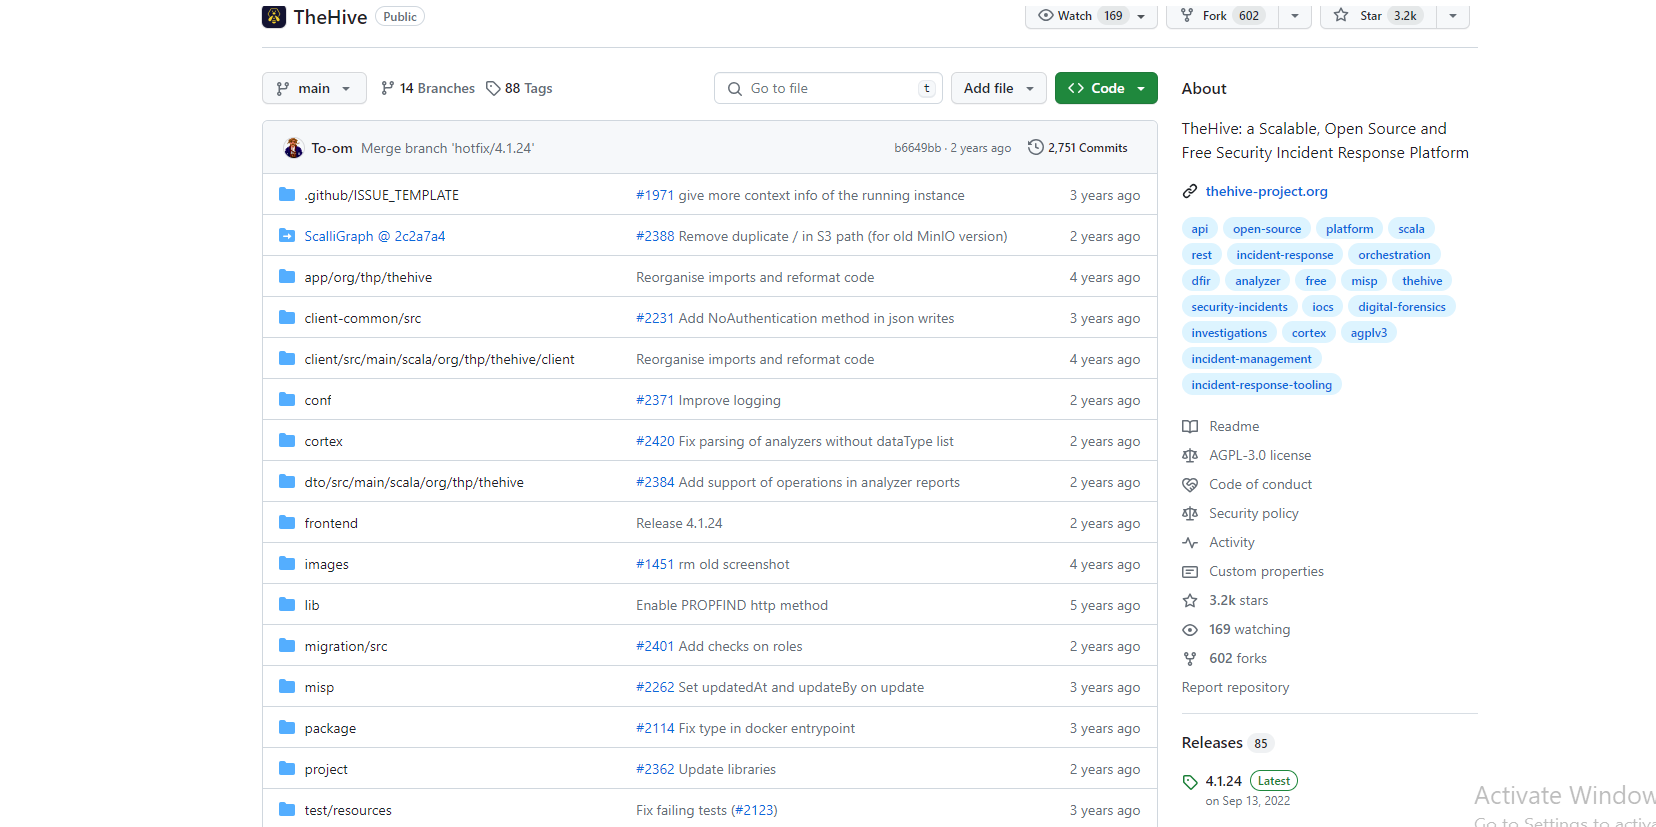 TheHive Public
Watch 169
Fork 602
Star 3.2k
main
14 Branches
88 Tags
Go to file t
Add file
Code
To-om Merge branch 'hotfix/4.1.24' b6649bb · 2 years ago 2,751 Commits
.github/ISSUE_TEMPLATE #1971 give more context info of the running instance 3 years ago
ScalliGraph @ 2c2a7a4 #2388 Remove duplicate / in S3 path (for old MinIO version) 2 years ago
app/org/thp/thehive Reorganise imports and reformat code 4 years ago
client-common/src #2231 Add NoAuthentication method in json writes 3 years ago
client/src/main/scala/org/thp/thehive/client Reorganise imports and reformat code 4 years ago
conf #2371 Improve logging 2 years ago
cortex #2420 Fix parsing of analyzers without dataType list 2 years ago
dto/src/main/scala/org/thp/thehive #2384 Add support of operations in analyzer reports 2 years ago
frontend Release 4.1.24 2 years ago
images #1451 rm old screenshot 4 years ago
lib Enable PROPFIND http method 5 years ago
migration/src #2401 Add checks on roles 2 years ago
misp #2262 Set updatedAt and updateBy on update 3 years ago
package #2114 Fix type in docker entrypoint 3 years ago
project #2362 Update libraries 2 years ago
test/resources Fix failing tests (#2123) 3 years ago
About
TheHive: a Scalable, Open Source and
Free Security Incident Response Platform
thehive-project.org
api open-source platform scala
rest incident-response orchestration
dfir analyzer free misp thehive
security-incidents iocs digital-forensics
investigations cortex agplv3
incident-management
incident-response-tooling
Readme
AGPL-3.0 license
Code of conduct
Security policy
Activity
Custom properties
3.2k stars
169 watching
602 forks
Report repository
Releases 85
4.1.24 Latest
on Sep 13, 2022
Activate Window
Go to Settings to activa